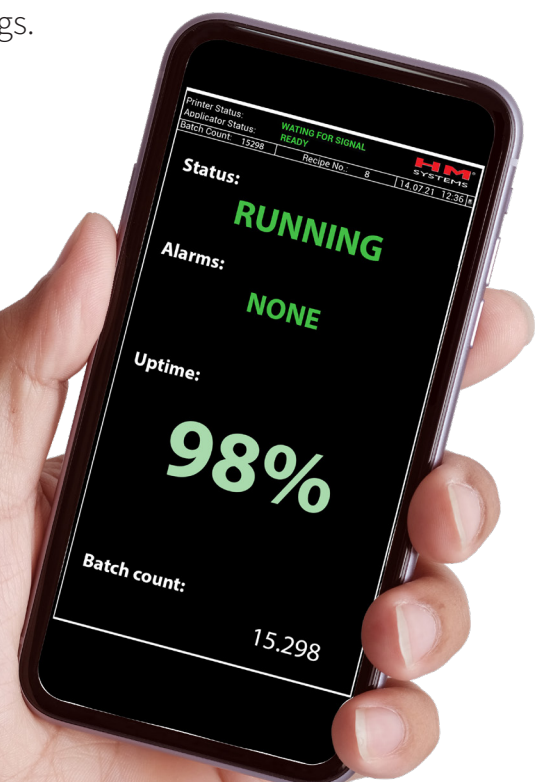 gs.
Printer Status: WATING FOR SIGNAL
Applicator Status: READY
Batch Count: 15298 Recipe No.: 8 14.07.21 12:36
HM
SYSTEMS
Status:
RUNNING
Alarms:
NONE
Uptime:
98%
Batch count:
15.298